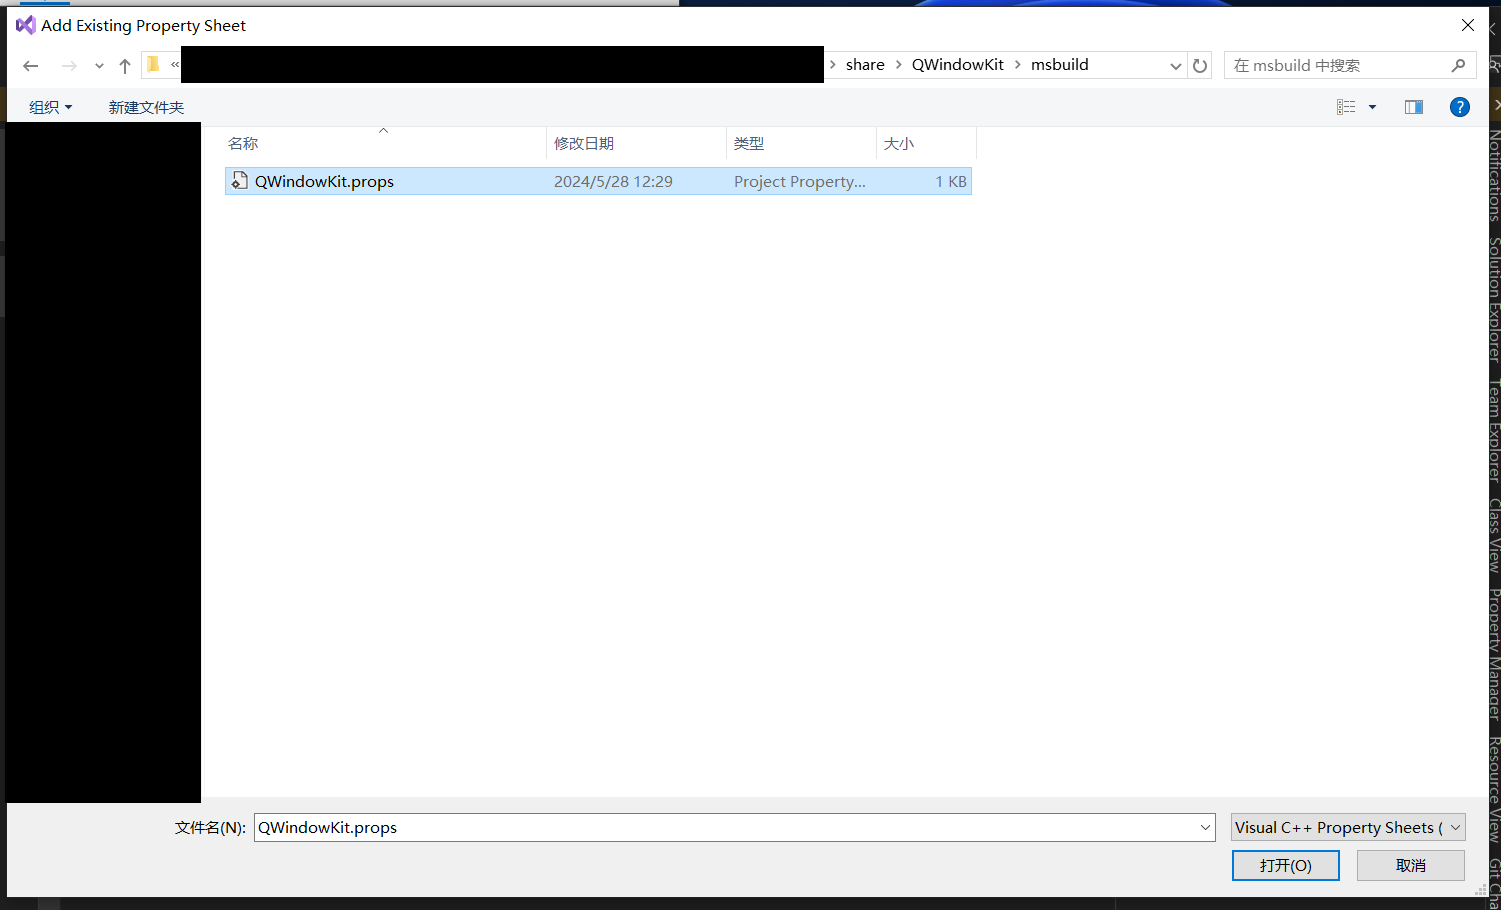 Add Existing Property Sheet
« › share › QWindowKit › msbuild
在 msbuild 中搜索
组织
新建文件夹
名称
修改日期
类型
大小
QWindowKit.props
2024/5/28 12:29
Project Property...
1 KB
文件名(N):
QWindowKit.props
Visual C++ Property Sheets (
打开(O)
取消
Notifications
Solution Explorer
Team Explorer
Class View
Property Manager
Resource View
Git Cha